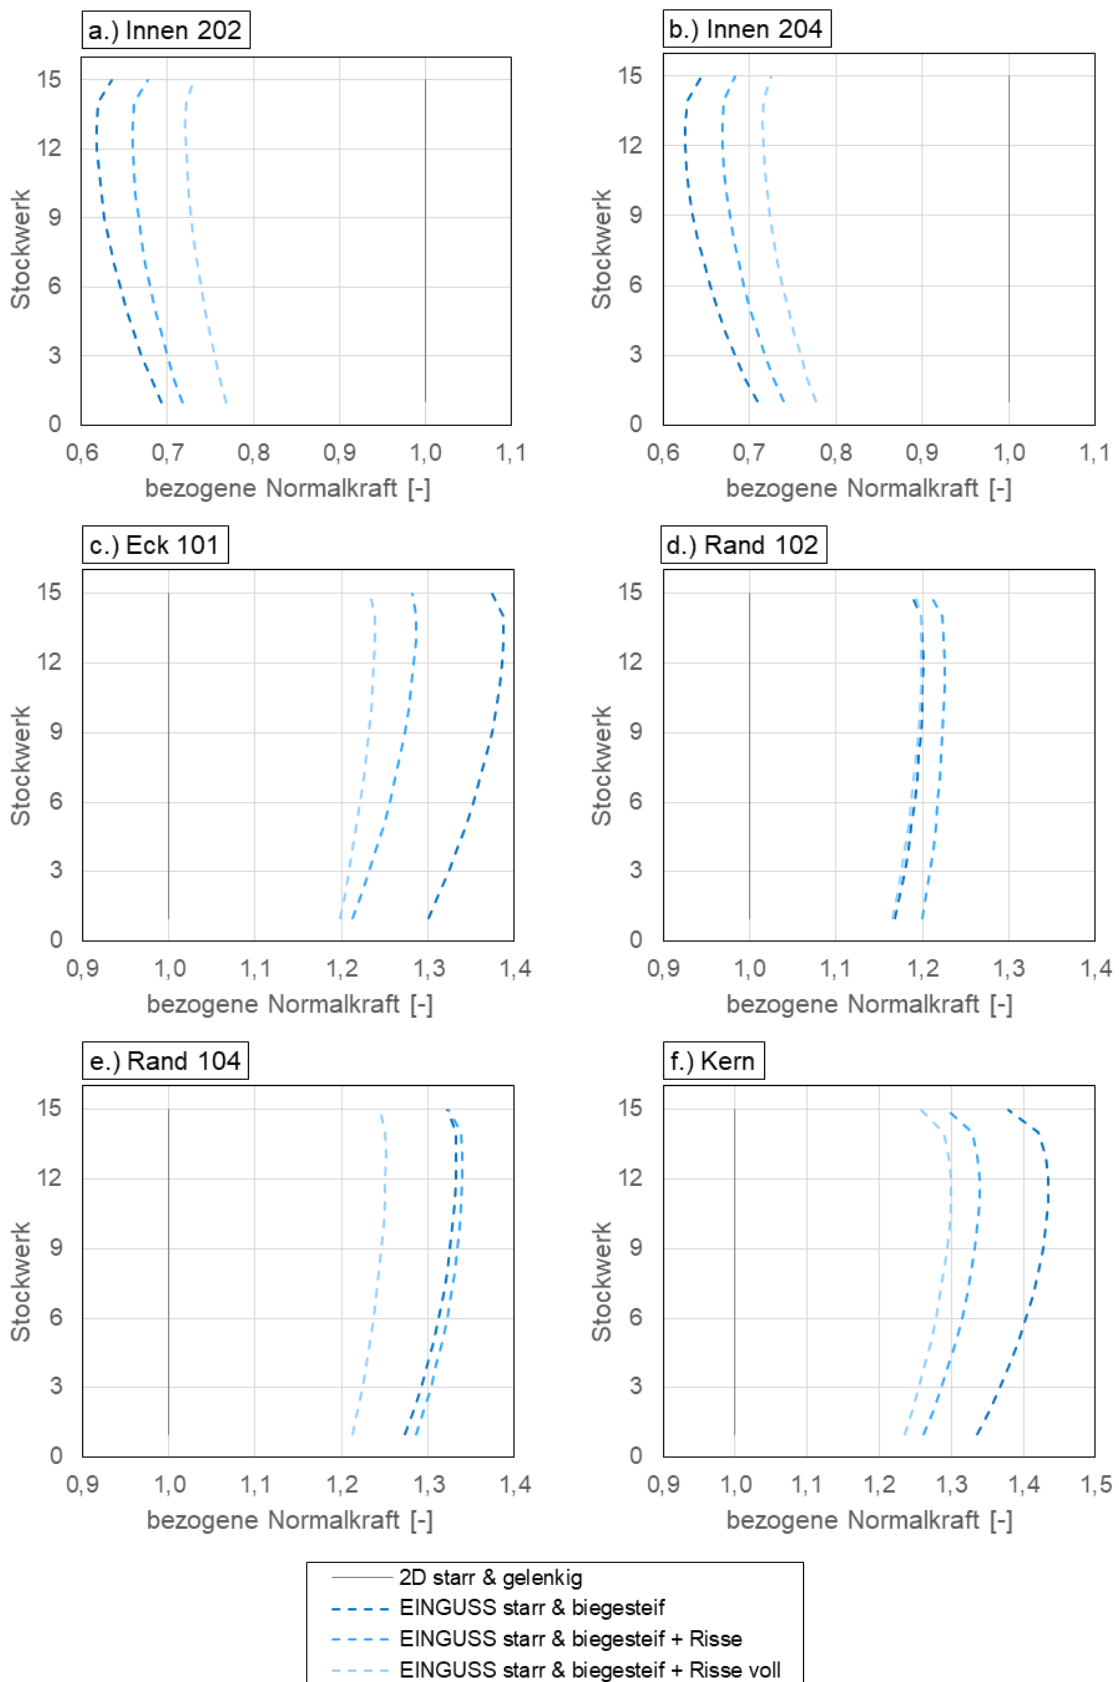 a.) Innen 202
15
12
9
6
3
0
Stockwerk
0,6 0,7 0,8 0,9 1,0 1,1
bezogene Normalkraft [-]
b.) Innen 204
15
12
9
6
3
0
Stockwerk
0,6 0,7 0,8 0,9 1,0 1,1
bezogene Normalkraft [-]
c.) Eck 101
15
12
9
6
3
0
Stockwerk
0,9 1,0 1,1 1,2 1,3 1,4
bezogene Normalkraft [-]
d.) Rand 102
15
12
9
6
3
0
Stockwerk
0,9 1,0 1,1 1,2 1,3 1,4
bezogene Normalkraft [-]
e.) Rand 104
15
12
9
6
3
0
Stockwerk
0,9 1,0 1,1 1,2 1,3 1,4
bezogene Normalkraft [-]
f.) Kern
15
12
9
6
3
0
Stockwerk
0,9 1,0 1,1 1,2 1,3 1,4 1,5
bezogene Normalkraft [-]
2D starr & gelenkig
EINGUSS starr & biegesteif
EINGUSS starr & biegesteif + Risse
EINGUSS starr & biegesteif + Risse voll